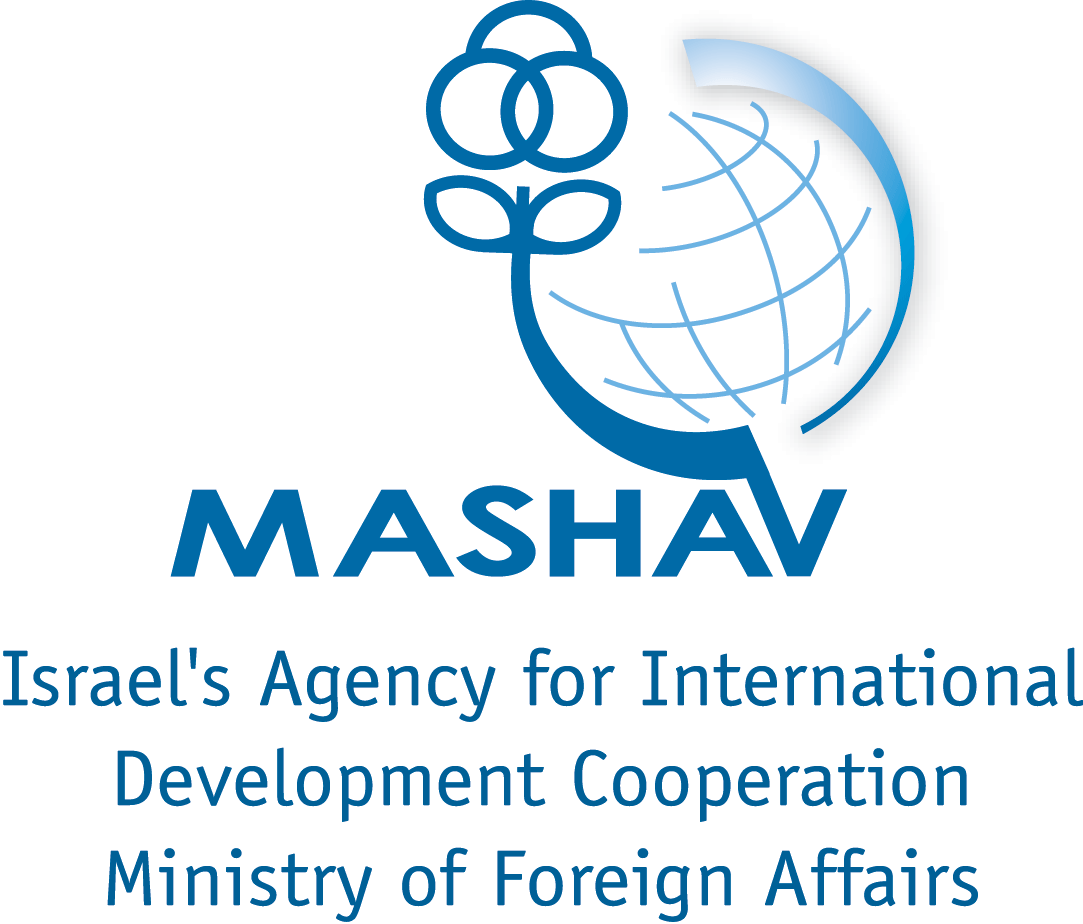 MASHAV
Israel's Agency for International
Development Cooperation
Ministry of Foreign Affairs